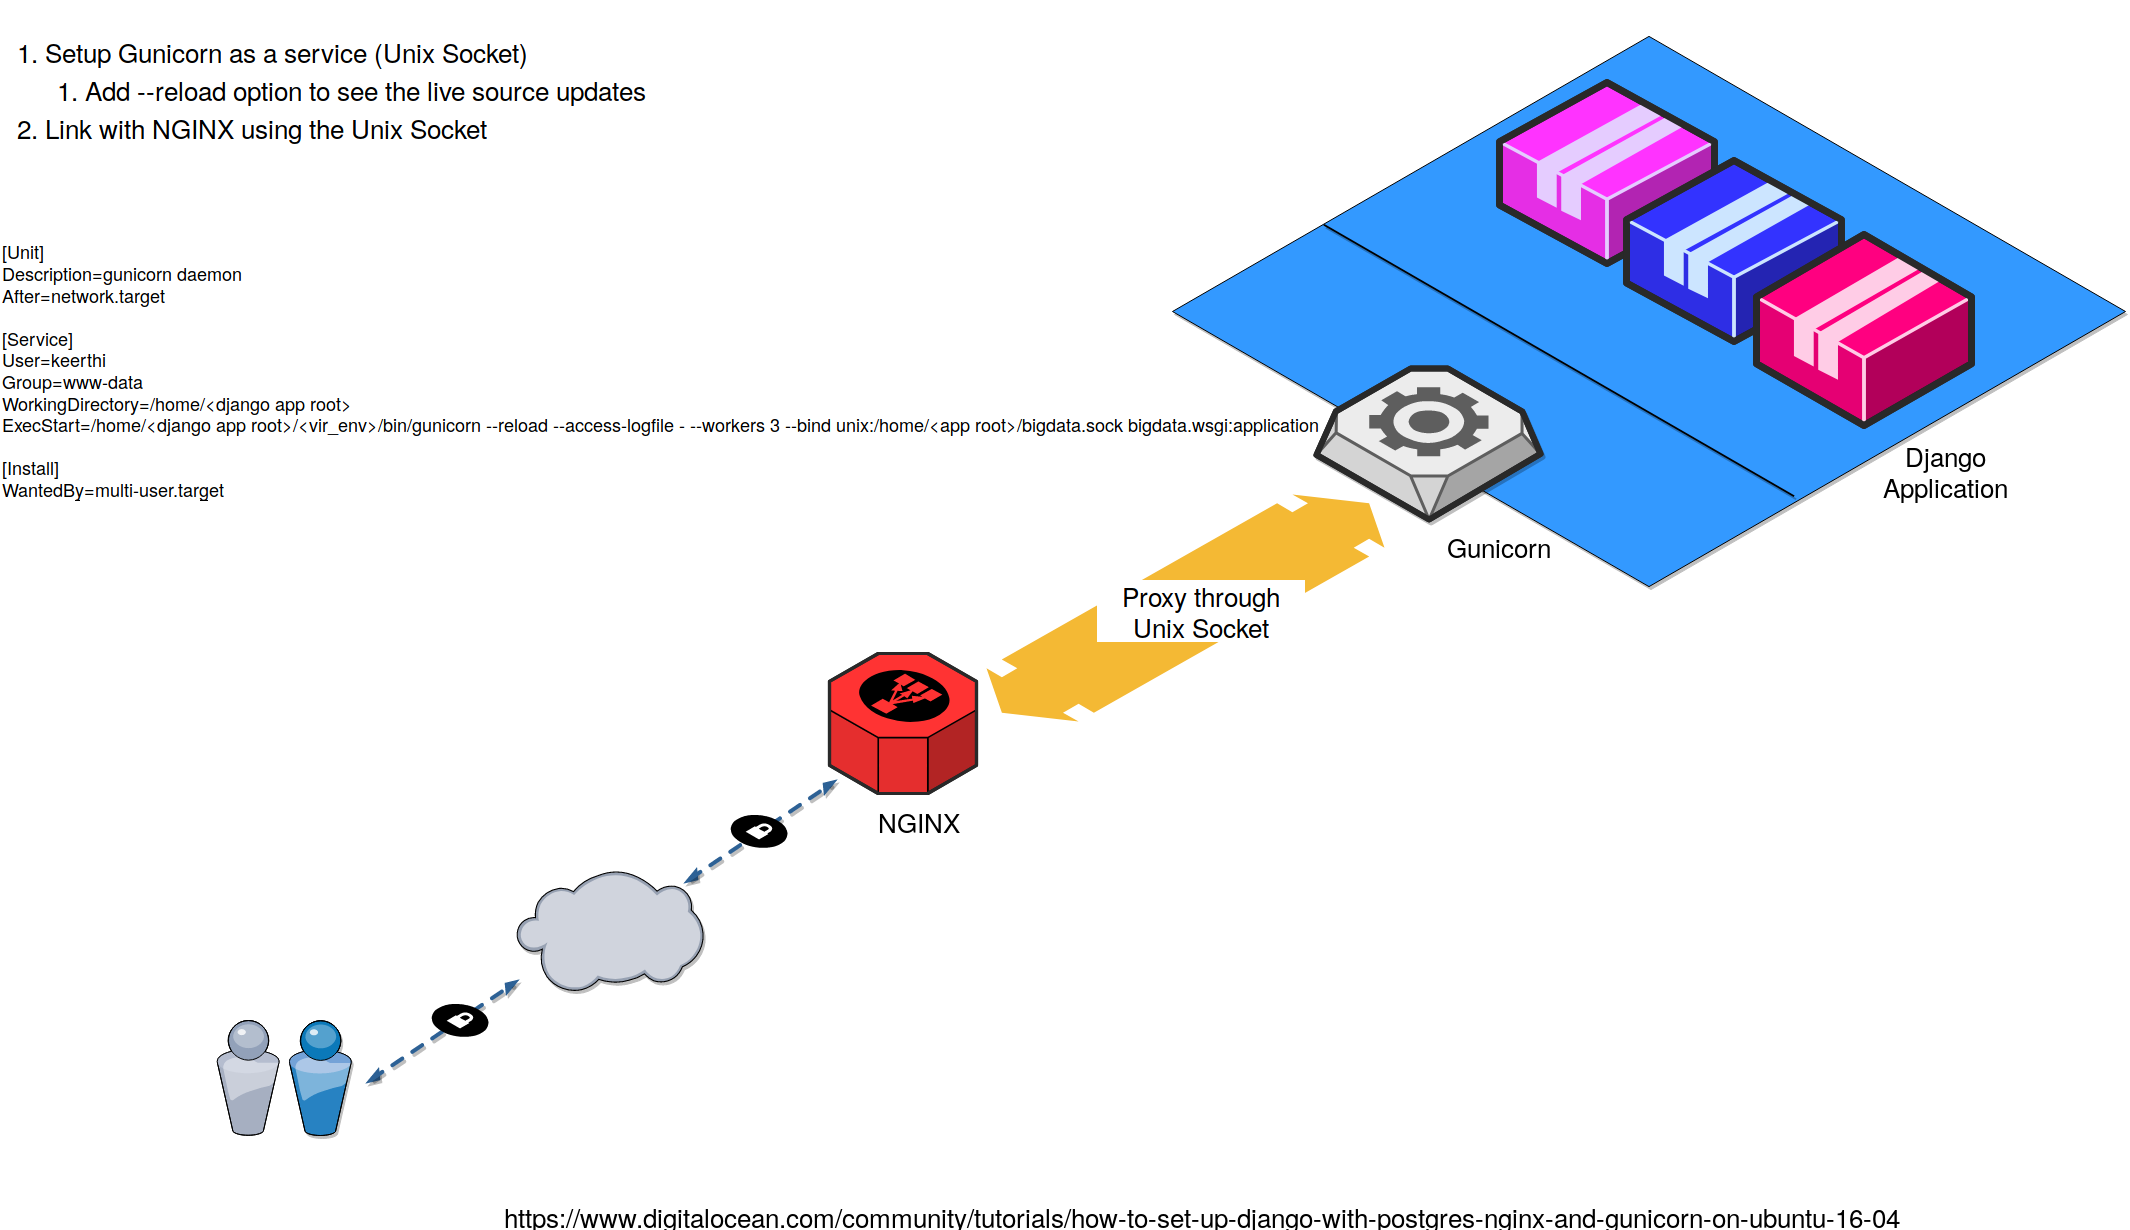 1. Setup Gunicorn as a service (Unix Socket)
1. Add --reload option to see the live source updates
2. Link with NGINX using the Unix Socket
[Unit]
Description=gunicorn daemon
After=network.target
[Service]
User=keerthi
Group=www-data
WorkingDirectory=/home/<django app root>
ExecStart=/home/<django app root>/<vir_env>/bin/gunicorn --reload --access-logfile - --workers 3 --bind unix:/home/<app root>/bigdata.sock bigdata.wsgi:application
[Install]
WantedBy=multi-user.target
Django
Application
Gunicorn
Proxy through
Unix Socket
NGINX
https://www.digitalocean.com/community/tutorials/how-to-set-up-django-with-postgres-nginx-and-gunicorn-on-ubuntu-16-04